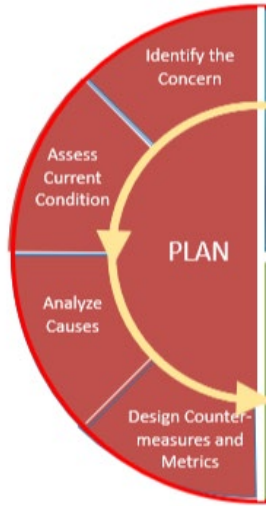 Identify the
Concern
Assess
Current
Condition
PLAN
Analyze
Causes
Design Counter-
measures and
Metrics